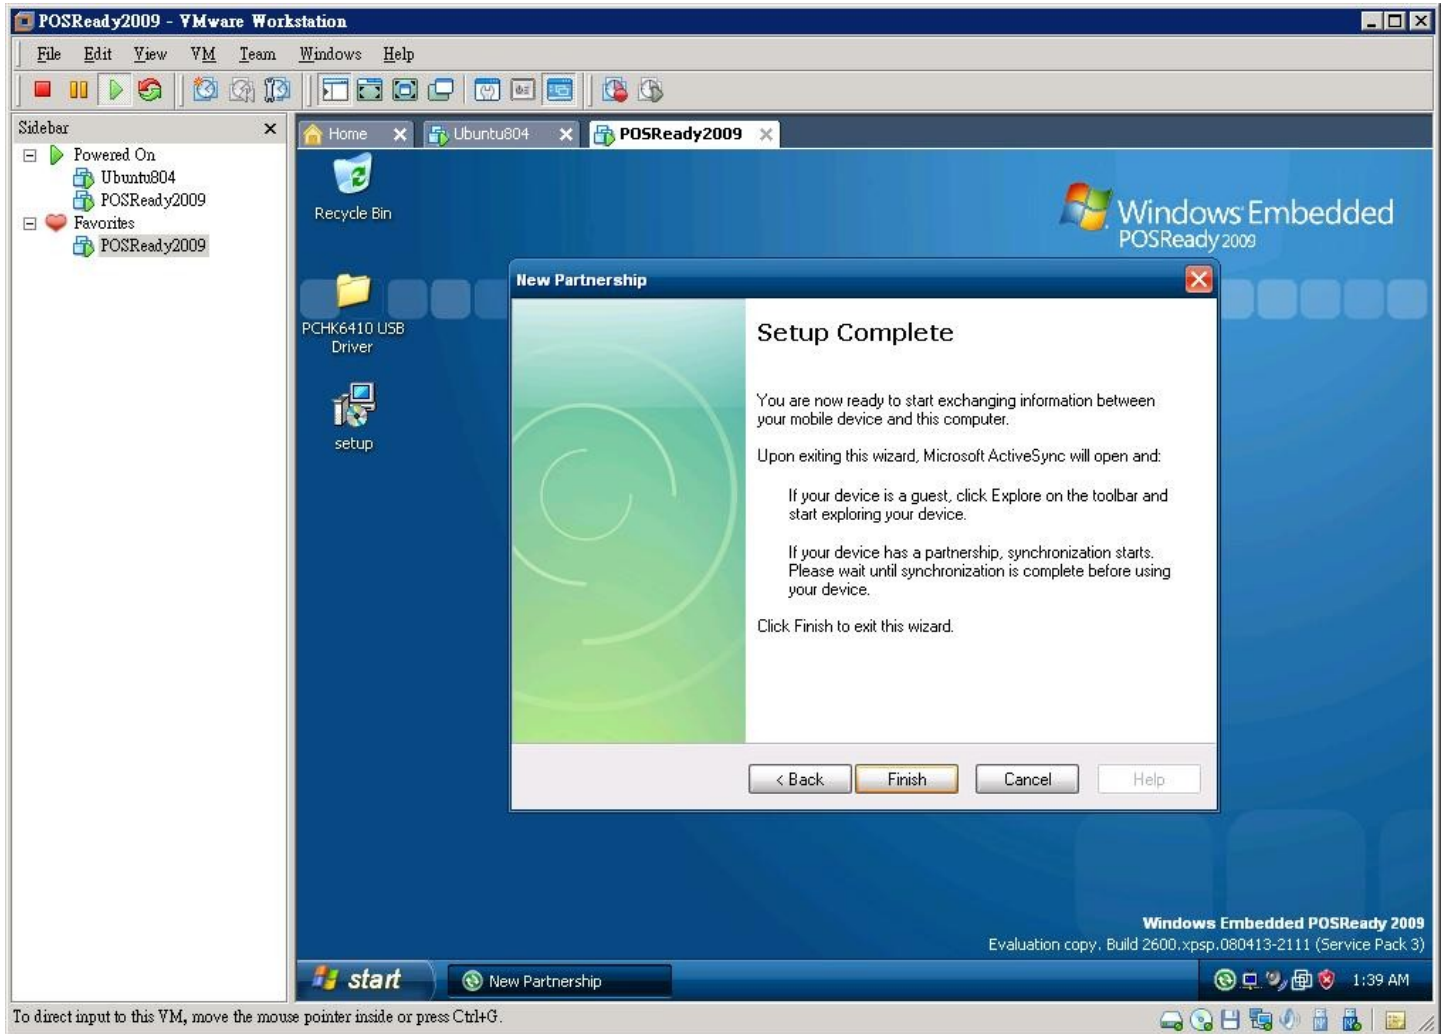 POSReady2009 - VMware Workstation
File Edit View VM Team Windows Help
Sidebar
Powered On
Ubuntu804
POSReady2009
Favorites
POSReady2009
Home Ubuntu804 POSReady2009
Recycle Bin
PCHK6410 USB
Driver
setup
Windows Embedded
POSReady 2009
New Partnership
Setup Complete
You are now ready to start exchanging information between
your mobile device and this computer.
Upon exiting this wizard, Microsoft ActiveSync will open and:
If your device is a guest, click Explore on the toolbar and
start exploring your device.
If your device has a partnership, synchronization starts.
Please wait until synchronization is complete before using
your device.
Click Finish to exit this wizard.
< Back Finish Cancel Help
Windows Embedded POSReady 2009
Evaluation copy. Build 2600.xpsp.080413-2111 (Service Pack 3)
start New Partnership 1:39 AM
To direct input to this VM, move the mouse pointer inside or press Ctrl+G.